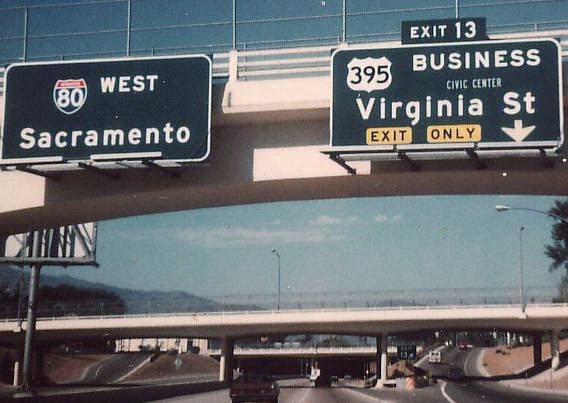 80 WEST
Sacramento
EXIT 13
395 BUSINESS
CIVIC CENTER
Virginia St
EXIT ONLY